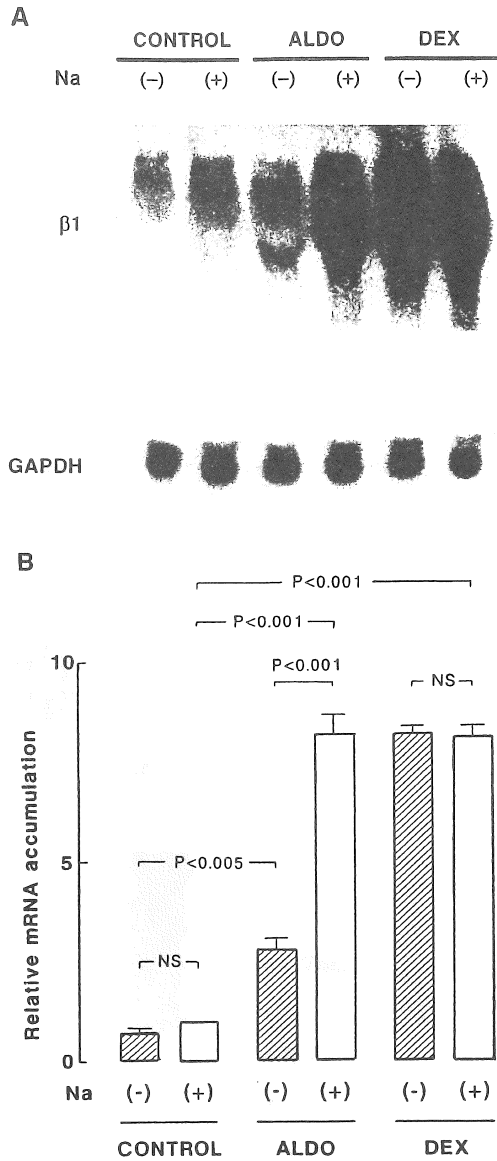 A
CONTROL ALDO DEX
Na (−) (+) (−) (+) (−) (+)
β1
GAPDH
B
P<0.001
P<0.001
P<0.001
NS
10
P<0.005
5
NS
0
Relative mRNA accumulation
Na (-) (+) (-) (+) (-) (+)
CONTROL ALDO DEX